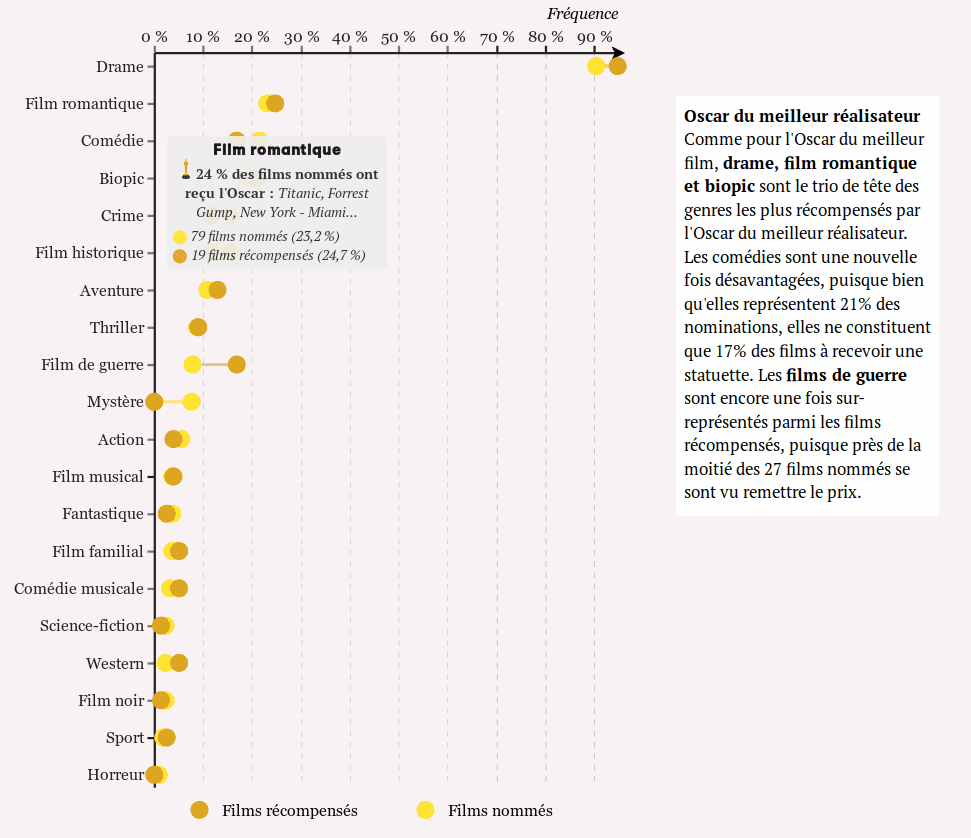 Fréquence
0 % 10 % 20 % 30 % 40 % 50 % 60 % 70 % 80 % 90 %
Drame
Film romantique
Comédie
Biopic
Crime
Film historique
Aventure
Thriller
Film de guerre
Mystère
Action
Film musical
Fantastique
Film familial
Comédie musicale
Science-fiction
Western
Film noir
Sport
Horreur
Film romantique
24 % des films nommés ont
reçu l'Oscar : Titanic, Forrest
Gump, New York - Miami...
79 films nommés (23,2 %)
19 films récompensés (24,7 %)
Films récompensés
Films nommés
Oscar du meilleur réalisateur
Comme pour l'Oscar du meilleur
film, drame, film romantique
et biopic sont le trio de tête des
genres les plus récompensés par
l'Oscar du meilleur réalisateur.
Les comédies sont une nouvelle
fois désavantagées, puisque bien
qu'elles représentent 21% des
nominations, elles ne constituent
que 17% des films à recevoir une
statuette. Les films de guerre
sont encore une fois sur-
représentés parmi les films
récompensés, puisque près de la
moitié des 27 films nommés se
sont vu remettre le prix.